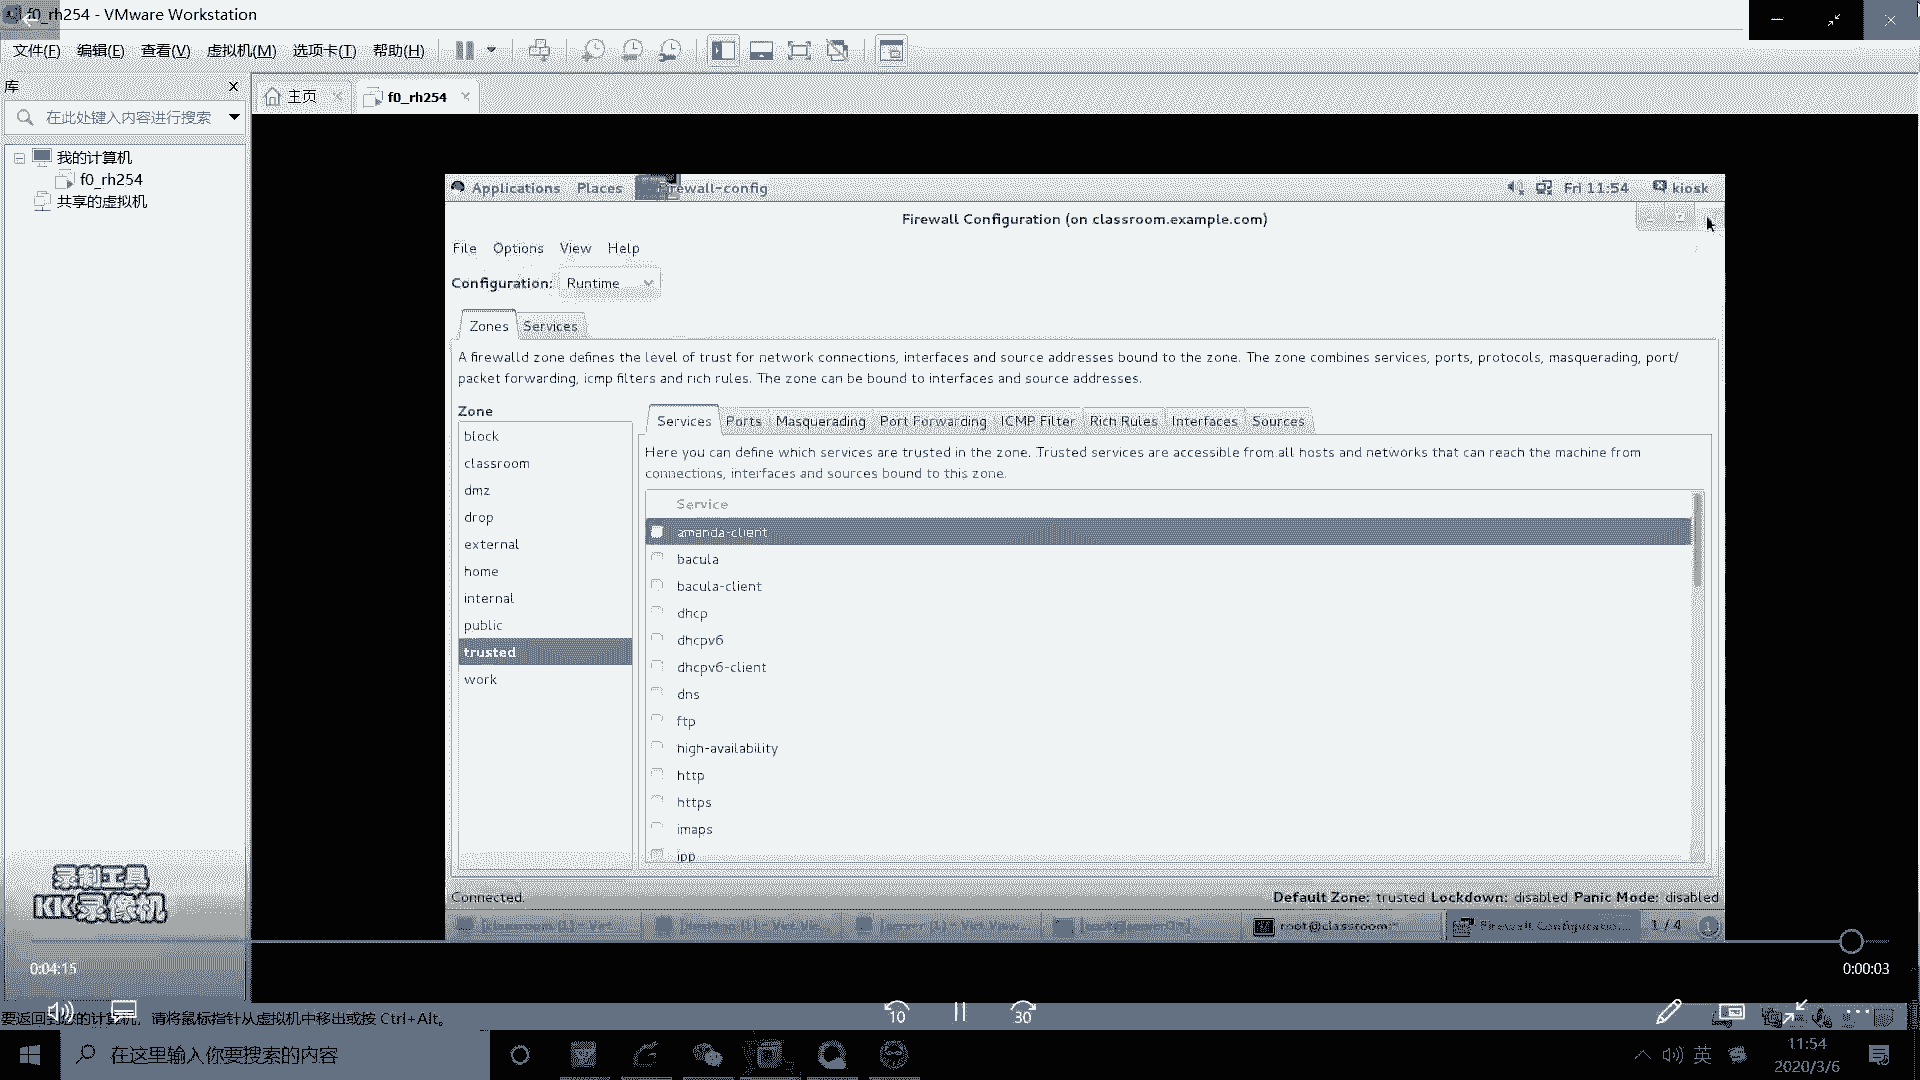 f0_rh254 - VMware Workstation
文件(F) 编辑(E) 查看(V) 虚拟机(M) 选项卡(T) 帮助(H)
库
主页
f0_rh254
在此处键入内容进行搜索
我的计算机
f0_rh254
共享的虚拟机
Applications Places Firewall-config Fri 11:54 kiosk
Firewall Configuration (on classroom.example.com)
File Options View Help
Configuration: Runtime
Zones Services
A firewalld zone defines the level of trust for network connections, interfaces and source addresses bound to the zone. The zone combines services, ports, protocols, masquerading, port/
packet forwarding, icmp filters and rich rules. The zone can be bound to interfaces and source addresses.
Zone
block
classroom
dmz
drop
external
home
internal
public
trusted
work
Services Ports Masquerading Port Forwarding ICMP Filter Rich Rules Interfaces Sources
Here you can define which services are trusted in the zone. Trusted services are accessible from all hosts and networks that can reach the machine from
connections, interfaces and sources bound to this zone.
Service
amanda-client
bacula
bacula-client
dhcp
dhcpv6
dhcpv6-client
dns
ftp
high-availability
http
https
imaps
ipp
录制工具
KK录像机
Connected.
Default Zone: trusted Lockdown: disabled Panic Mode: disabled
root@classroom:~
Firewall Configuratio...
1 / 4
0:04:15
0:00:03
10
30
要返回到您的计算机，请将鼠标指针从虚拟机中移出或按 Ctrl+Alt。
在这里输入你要搜索的内容
英
11:54
2020/3/6